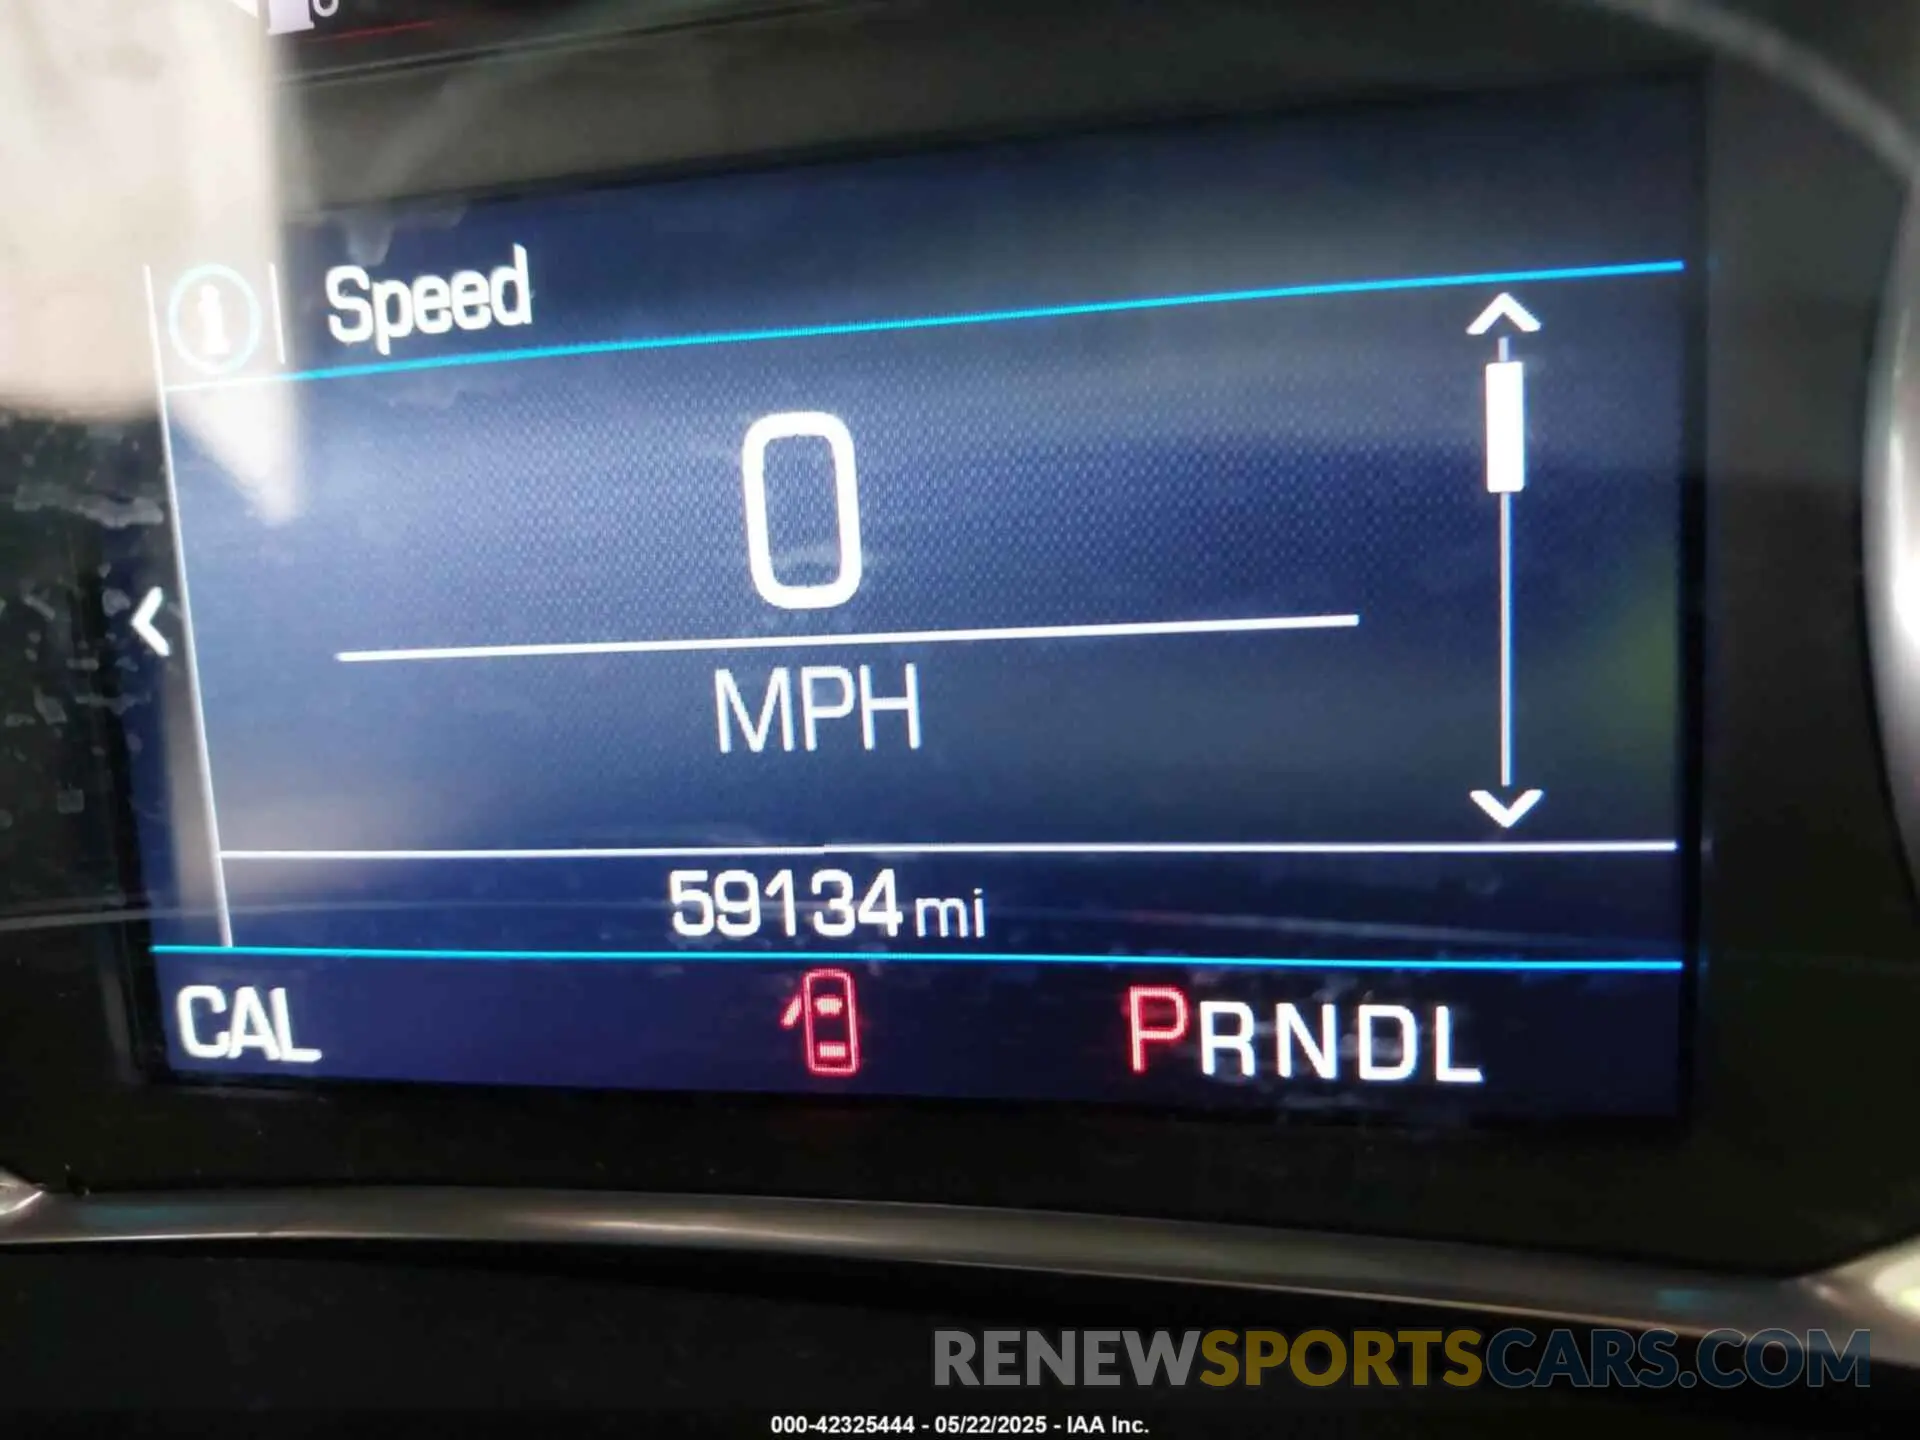 Speed
0
MPH
59134 mi
CAL
PRNDL
RENEWSPORTSCARS.COM
000-42325444 - 05/22/2025 - IAA Inc.